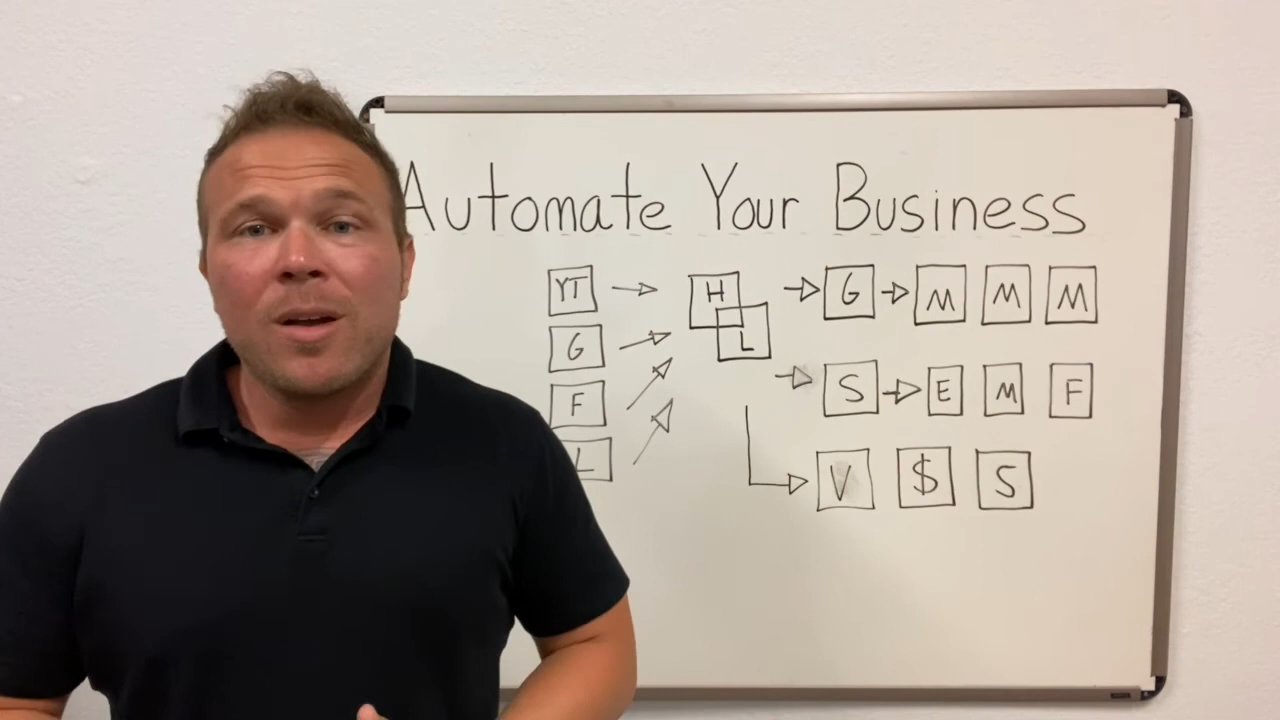 Automate Your Business
YT H G M M M
G L
F S E M F
L V $ S